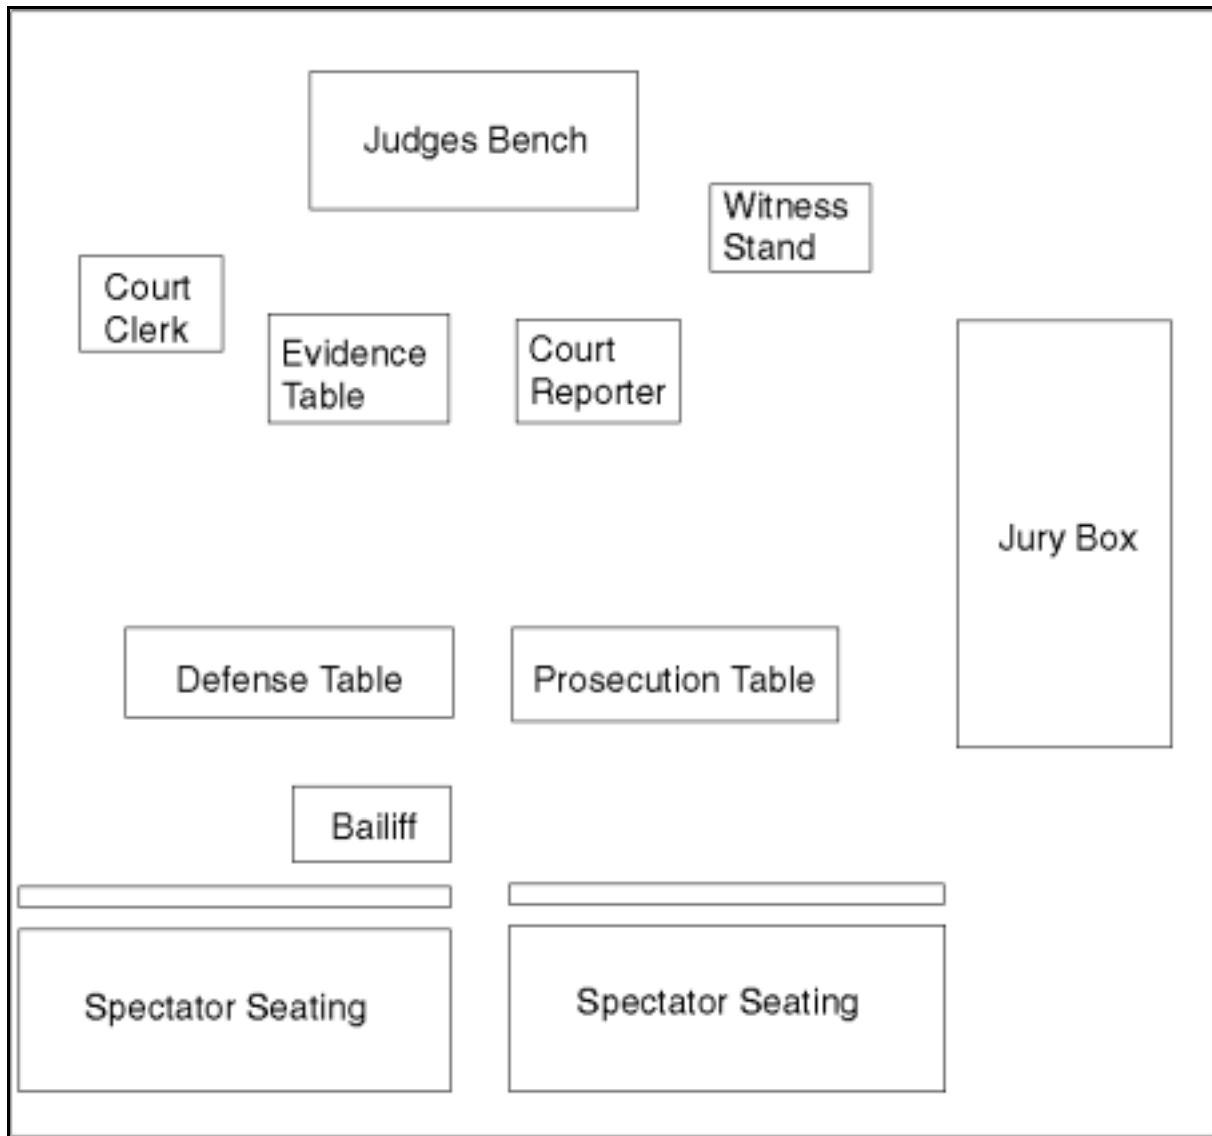 Judges Bench
Witness
Stand
Court
Clerk
Evidence
Table
Court
Reporter
Jury Box
Defense Table
Prosecution Table
Bailiff
Spectator Seating
Spectator Seating